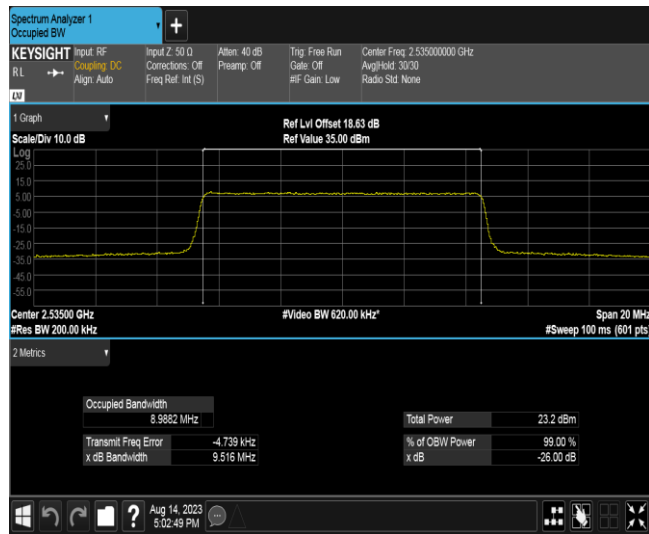 Spectrum Analyzer 1
Occupied BW
+
KEYSIGHT
RL
LXI
Input: RF
Coupling: DC
Align: Auto
Input Z: 50 Ω
Corrections: Off
Freq Ref: Int (S)
Atten: 40 dB
Preamp: Off
Trig: Free Run
Gate: Off
#IF Gain: Low
Center Freq: 2.535000000 GHz
Avg|Hold: 30/30
Radio Std: None
1 Graph
Scale/Div 10.0 dB
Ref Lvl Offset 18.63 dB
Ref Value 35.00 dBm
Log
25.0
15.0
5.00
-5.00
-15.0
-25.0
-35.0
-45.0
-55.0
Center 2.53500 GHz
#Res BW 200.00 kHz
#Video BW 620.00 kHz*
Span 20 MHz
#Sweep 100 ms (601 pts)
2 Metrics
Occupied Bandwidth
8.9882 MHz
Total Power 23.2 dBm
Transmit Freq Error -4.739 kHz
% of OBW Power 99.00 %
x dB Bandwidth 9.516 MHz
x dB -26.00 dB
?
Aug 14, 2023
5:02:49 PM